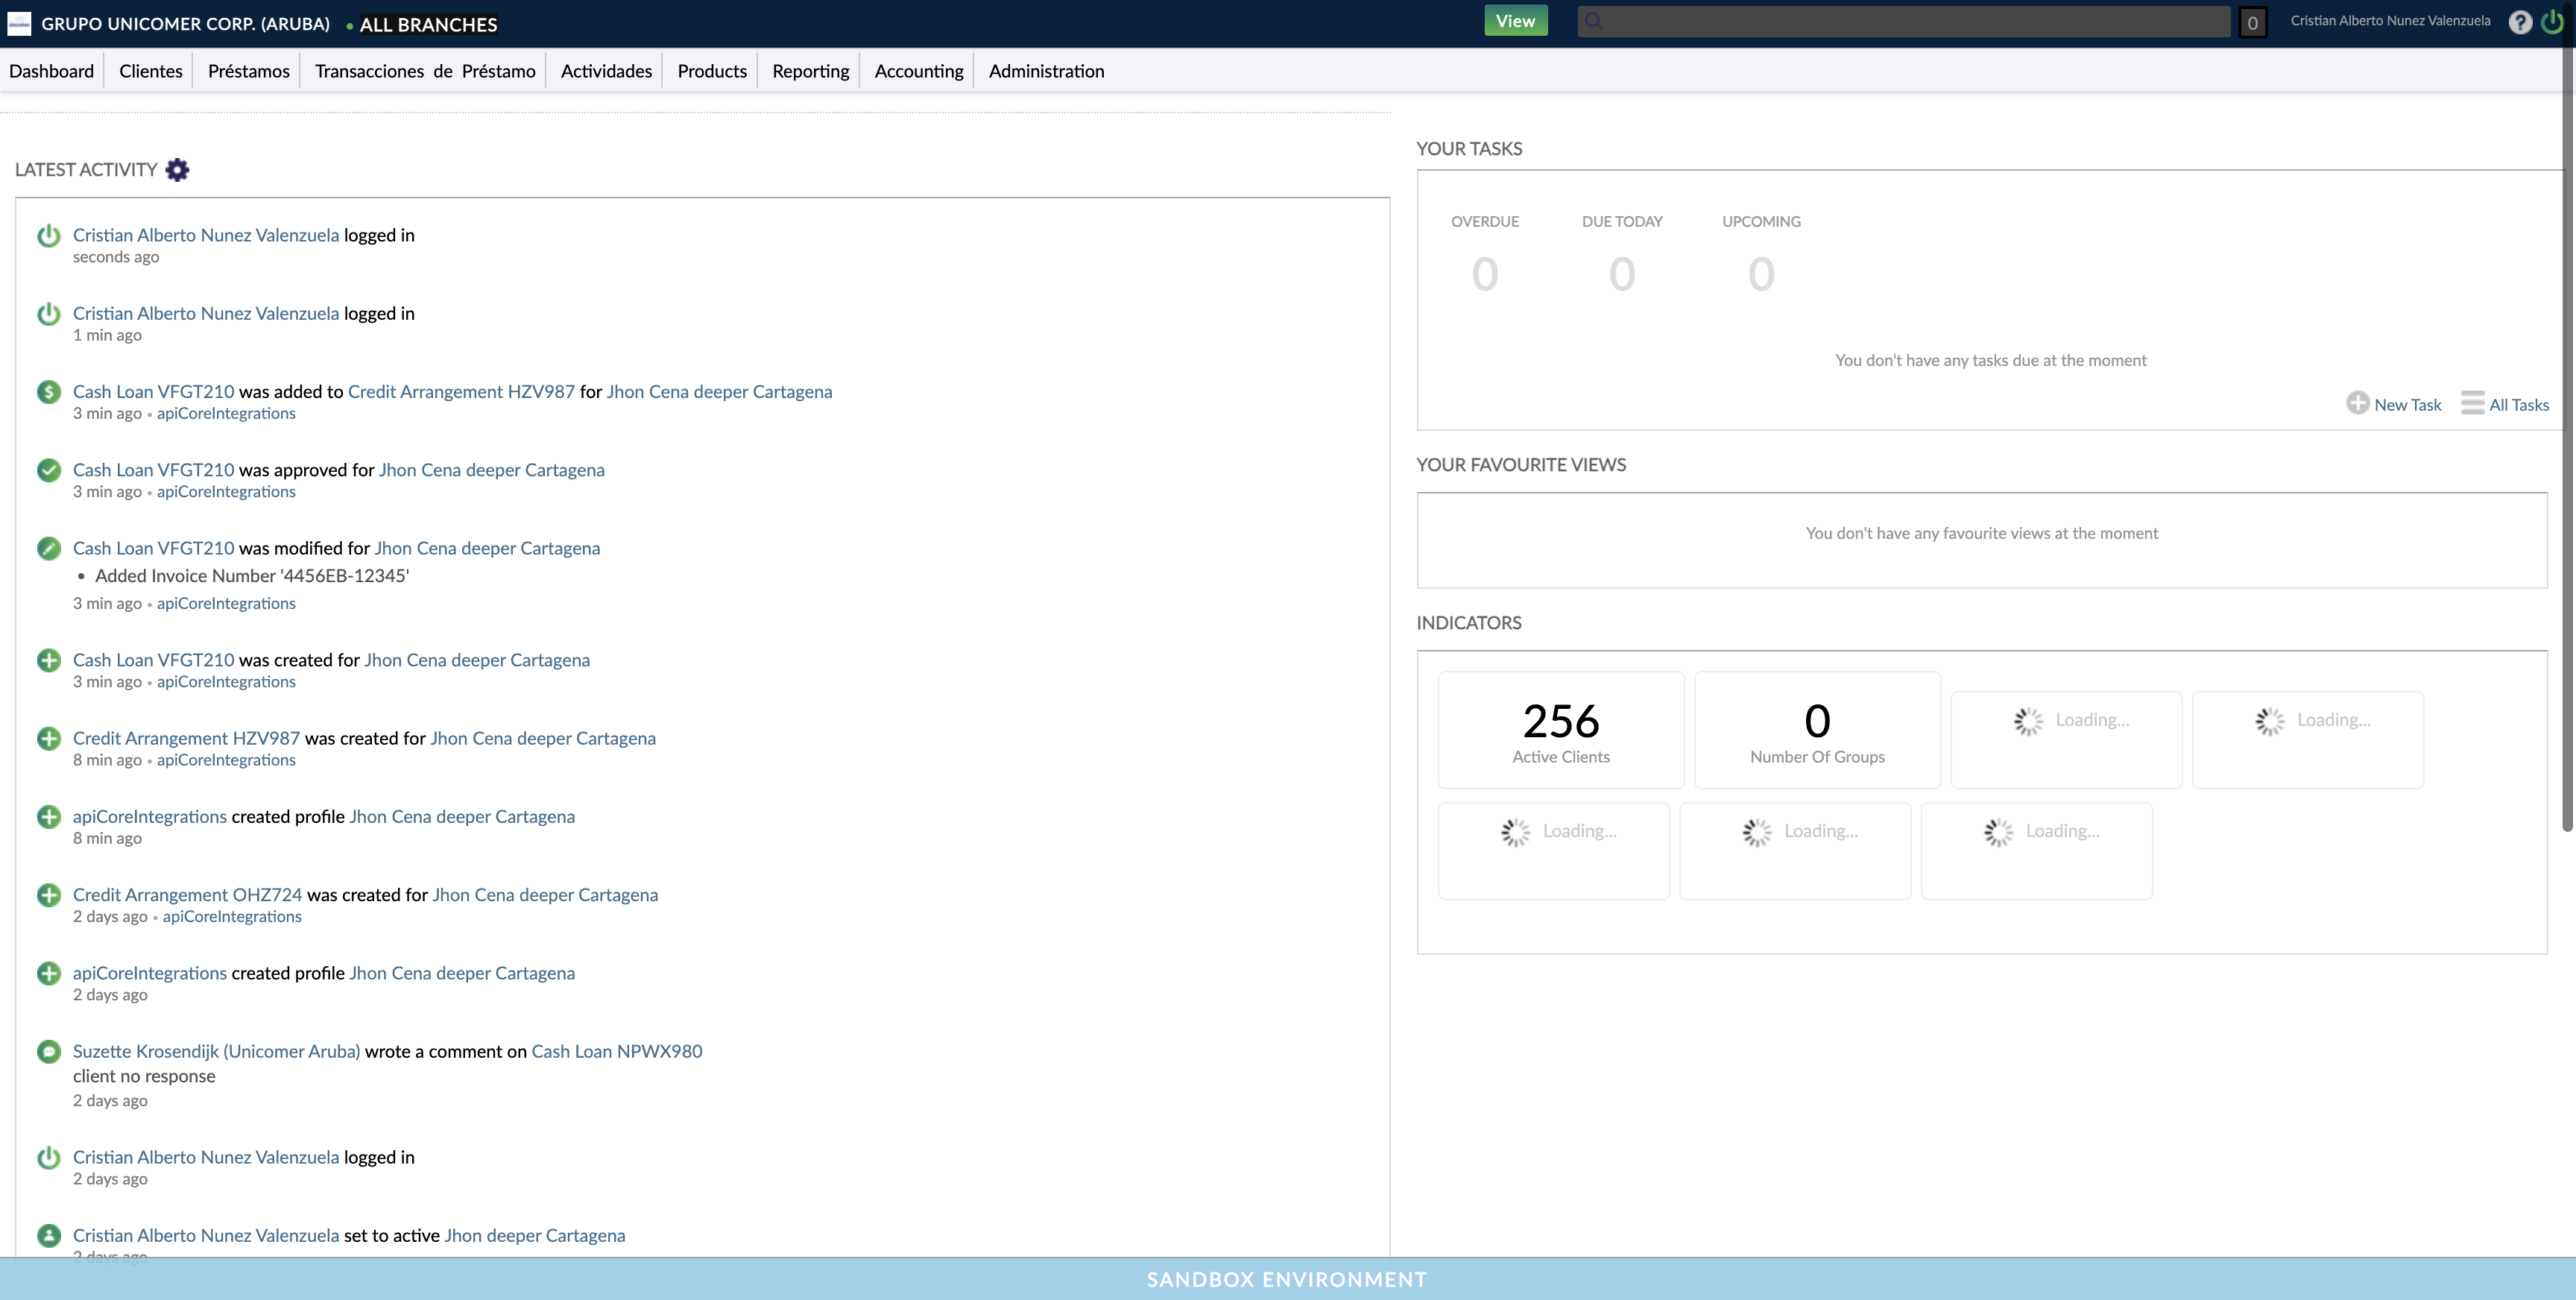 GRUPO UNICOMER CORP. (ARUBA) • ALL BRANCHES
View
0
Cristian Alberto Nunez Valenzuela
?
Dashboard Clientes Préstamos Transacciones de Préstamo Actividades Products Reporting Accounting Administration
LATEST ACTIVITY
Cristian Alberto Nunez Valenzuela logged in
seconds ago
Cristian Alberto Nunez Valenzuela logged in
1 min ago
Cash Loan VFGT210 was added to Credit Arrangement HZV987 for Jhon Cena deeper Cartagena
3 min ago • apiCoreIntegrations
Cash Loan VFGT210 was approved for Jhon Cena deeper Cartagena
3 min ago • apiCoreIntegrations
Cash Loan VFGT210 was modified for Jhon Cena deeper Cartagena
• Added Invoice Number '4456EB-12345'
3 min ago • apiCoreIntegrations
Cash Loan VFGT210 was created for Jhon Cena deeper Cartagena
3 min ago • apiCoreIntegrations
Credit Arrangement HZV987 was created for Jhon Cena deeper Cartagena
8 min ago • apiCoreIntegrations
apiCoreIntegrations created profile Jhon Cena deeper Cartagena
8 min ago
Credit Arrangement OHZ724 was created for Jhon Cena deeper Cartagena
2 days ago • apiCoreIntegrations
apiCoreIntegrations created profile Jhon Cena deeper Cartagena
2 days ago
Suzette Krosendijk (Unicomer Aruba) wrote a comment on Cash Loan NPWX980
client no response
2 days ago
Cristian Alberto Nunez Valenzuela logged in
2 days ago
Cristian Alberto Nunez Valenzuela set to active Jhon deeper Cartagena
2 days ago
YOUR TASKS
OVERDUE DUE TODAY UPCOMING
0 0 0
You don't have any tasks due at the moment
New Task All Tasks
YOUR FAVOURITE VIEWS
You don't have any favourite views at the moment
INDICATORS
256
Active Clients
0
Number Of Groups
Loading...
Loading...
Loading...
Loading...
Loading...
SANDBOX ENVIRONMENT